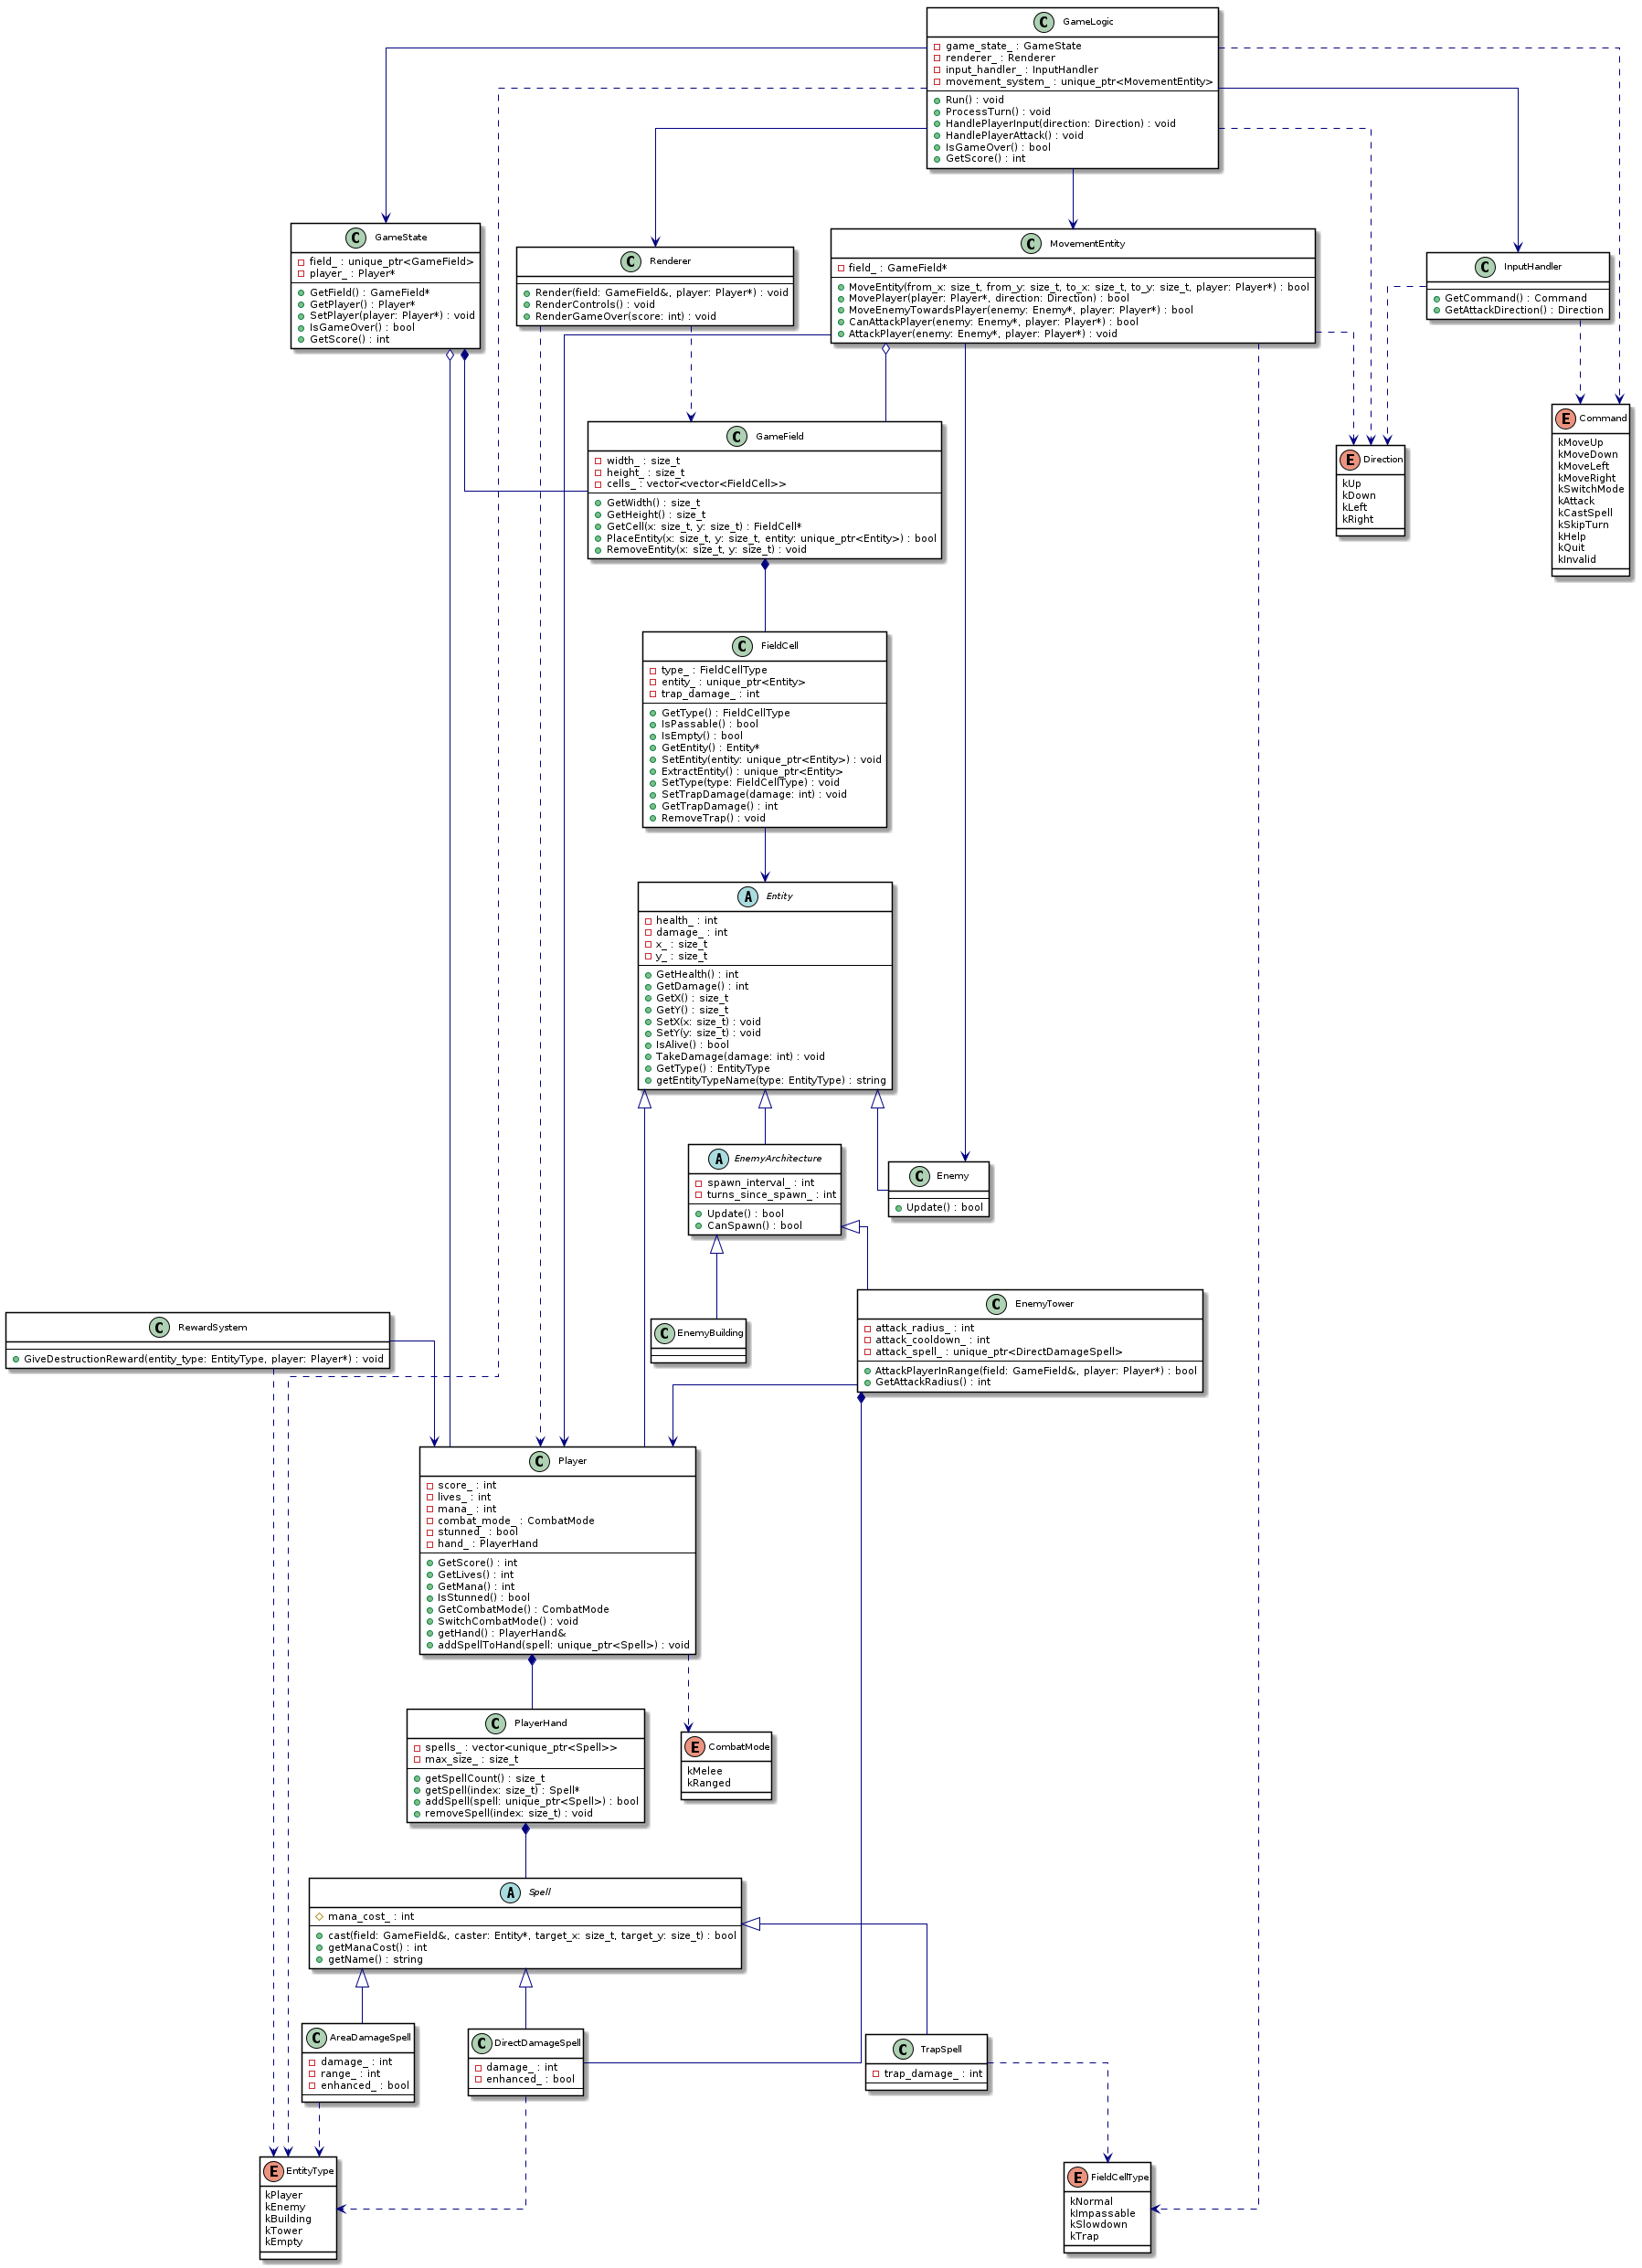 C GameLogic
game_state_ : GameState
renderer_ : Renderer
input_handler_ : InputHandler
movement_system_ : unique_ptr<MovementEntity>
Run() : void
ProcessTurn() : void
HandlePlayerInput(direction: Direction) : void
HandlePlayerAttack() : void
IsGameOver() : bool
GetScore() : int
C GameState
field_ : unique_ptr<GameField>
player_ : Player*
GetField() : GameField*
GetPlayer() : Player*
SetPlayer(player: Player*) : void
IsGameOver() : bool
GetScore() : int
C Renderer
Render(field: GameField&, player: Player*) : void
RenderControls() : void
RenderGameOver(score: int) : void
C MovementEntity
field_ : GameField*
MoveEntity(from_x: size_t, from_y: size_t, to_x: size_t, to_y: size_t, player: Player*) : bool
MovePlayer(player: Player*, direction: Direction) : bool
MoveEnemyTowardsPlayer(enemy: Enemy*, player: Player*) : bool
CanAttackPlayer(enemy: Enemy*, player: Player*) : bool
AttackPlayer(enemy: Enemy*, player: Player*) : void
C InputHandler
GetCommand() : Command
GetAttackDirection() : Direction
E Command
kMoveUp
kMoveDown
kMoveLeft
kMoveRight
kSwitchMode
kAttack
kCastSpell
kSkipTurn
kHelp
kQuit
kInvalid
E Direction
kUp
kDown
kLeft
kRight
C GameField
width_ : size_t
height_ : size_t
cells_ : vector<vector<FieldCell>>
GetWidth() : size_t
GetHeight() : size_t
GetCell(x: size_t, y: size_t) : FieldCell*
PlaceEntity(x: size_t, y: size_t, entity: unique_ptr<Entity>) : bool
RemoveEntity(x: size_t, y: size_t) : void
C FieldCell
type_ : FieldCellType
entity_ : unique_ptr<Entity>
trap_damage_ : int
GetType() : FieldCellType
IsPassable() : bool
IsEmpty() : bool
GetEntity() : Entity*
SetEntity(entity: unique_ptr<Entity>) : void
ExtractEntity() : unique_ptr<Entity>
SetType(type: FieldCellType) : void
SetTrapDamage(damage: int) : void
GetTrapDamage() : int
RemoveTrap() : void
A Entity
health_ : int
damage_ : int
x_ : size_t
y_ : size_t
GetHealth() : int
GetDamage() : int
GetX() : size_t
GetY() : size_t
SetX(x: size_t) : void
SetY(y: size_t) : void
IsAlive() : bool
TakeDamage(damage: int) : void
GetType() : EntityType
getEntityTypeName(type: EntityType) : string
A EnemyArchitecture
spawn_interval_ : int
turns_since_spawn_ : int
Update() : bool
CanSpawn() : bool
C Enemy
Update() : bool
C EnemyBuilding
C EnemyTower
attack_radius_ : int
attack_cooldown_ : int
attack_spell_ : unique_ptr<DirectDamageSpell>
AttackPlayerInRange(field: GameField&, player: Player*) : bool
GetAttackRadius() : int
C RewardSystem
GiveDestructionReward(entity_type: EntityType, player: Player*) : void
C Player
score_ : int
lives_ : int
mana_ : int
combat_mode_ : CombatMode
stunned_ : bool
hand_ : PlayerHand
GetScore() : int
GetLives() : int
GetMana() : int
IsStunned() : bool
GetCombatMode() : CombatMode
SwitchCombatMode() : void
getHand() : PlayerHand&
addSpellToHand(spell: unique_ptr<Spell>) : void
C PlayerHand
spells_ : vector<unique_ptr<Spell>>
max_size_ : size_t
getSpellCount() : size_t
getSpell(index: size_t) : Spell*
addSpell(spell: unique_ptr<Spell>) : bool
removeSpell(index: size_t) : void
E CombatMode
kMelee
kRanged
A Spell
mana_cost_ : int
cast(field: GameField&, caster: Entity*, target_x: size_t, target_y: size_t) : bool
getManaCost() : int
getName() : string
C AreaDamageSpell
damage_ : int
range_ : int
enhanced_ : bool
C DirectDamageSpell
damage_ : int
enhanced_ : bool
C TrapSpell
trap_damage_ : int
E EntityType
kPlayer
kEnemy
kBuilding
kTower
kEmpty
E FieldCellType
kNormal
kImpassable
kSlowdown
kTrap